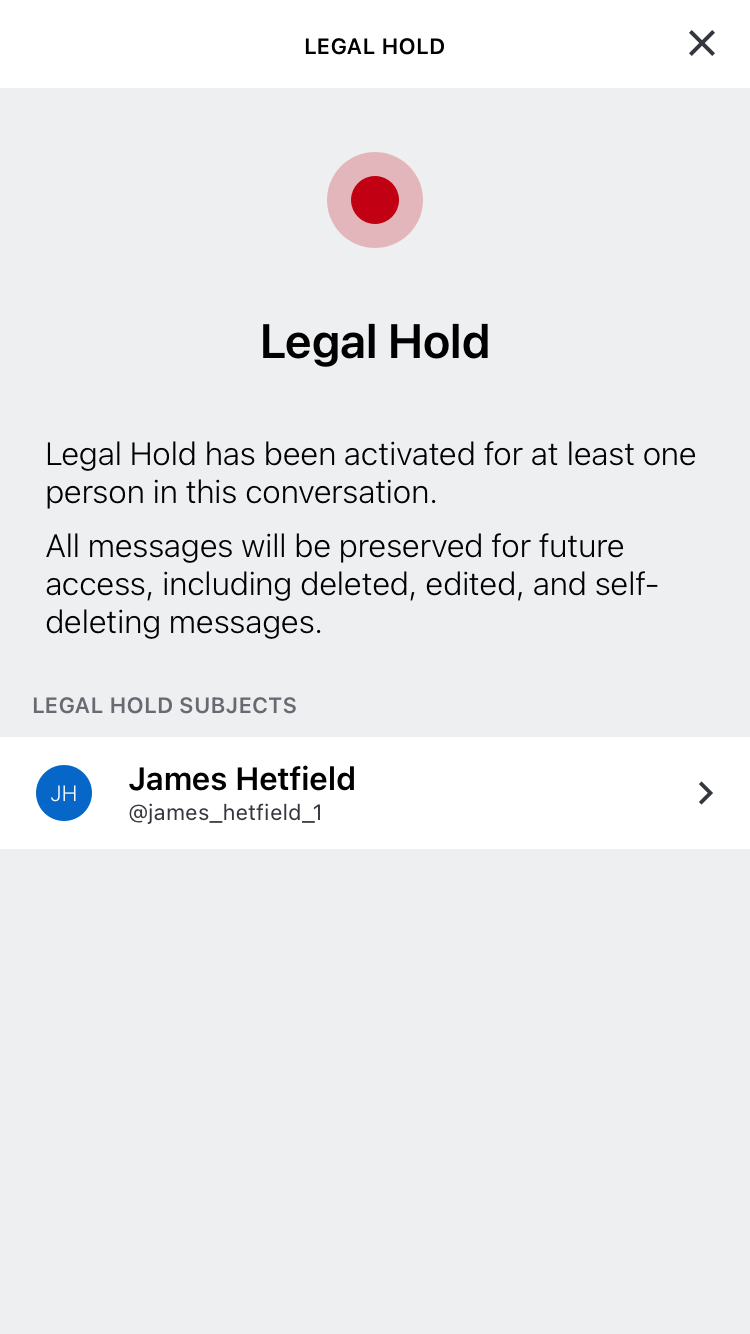 LEGAL HOLD
Legal Hold
Legal Hold has been activated for at least one
person in this conversation.
All messages will be preserved for future
access, including deleted, edited, and self-
deleting messages.
LEGAL HOLD SUBJECTS
JH
James Hetfield
@james_hetfield_1